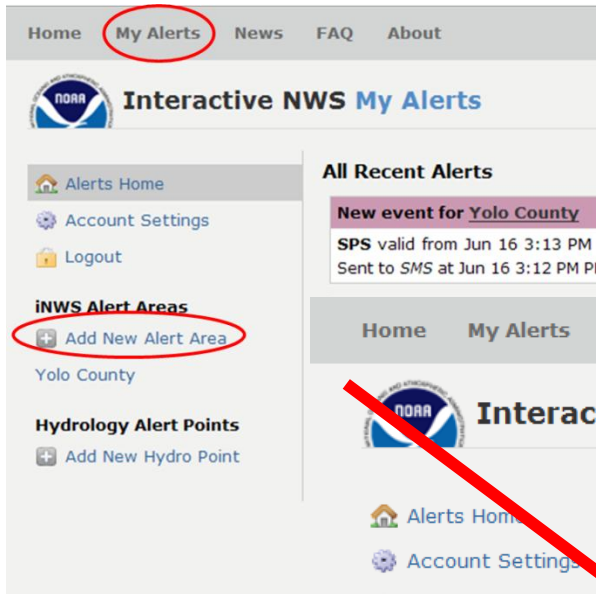 Home My Alerts News FAQ About
NOAA
Interactive NWS My Alerts
Alerts Home
Account Settings
Logout
iNWS Alert Areas
Add New Alert Area
Yolo County
Hydrology Alert Points
Add New Hydro Point
All Recent Alerts
New event for Yolo County
SPS valid from Jun 16 3:13 PM
Sent to SMS at Jun 16 3:12 PM
Home My Alerts
NOAA
Alerts Home
Account Settings